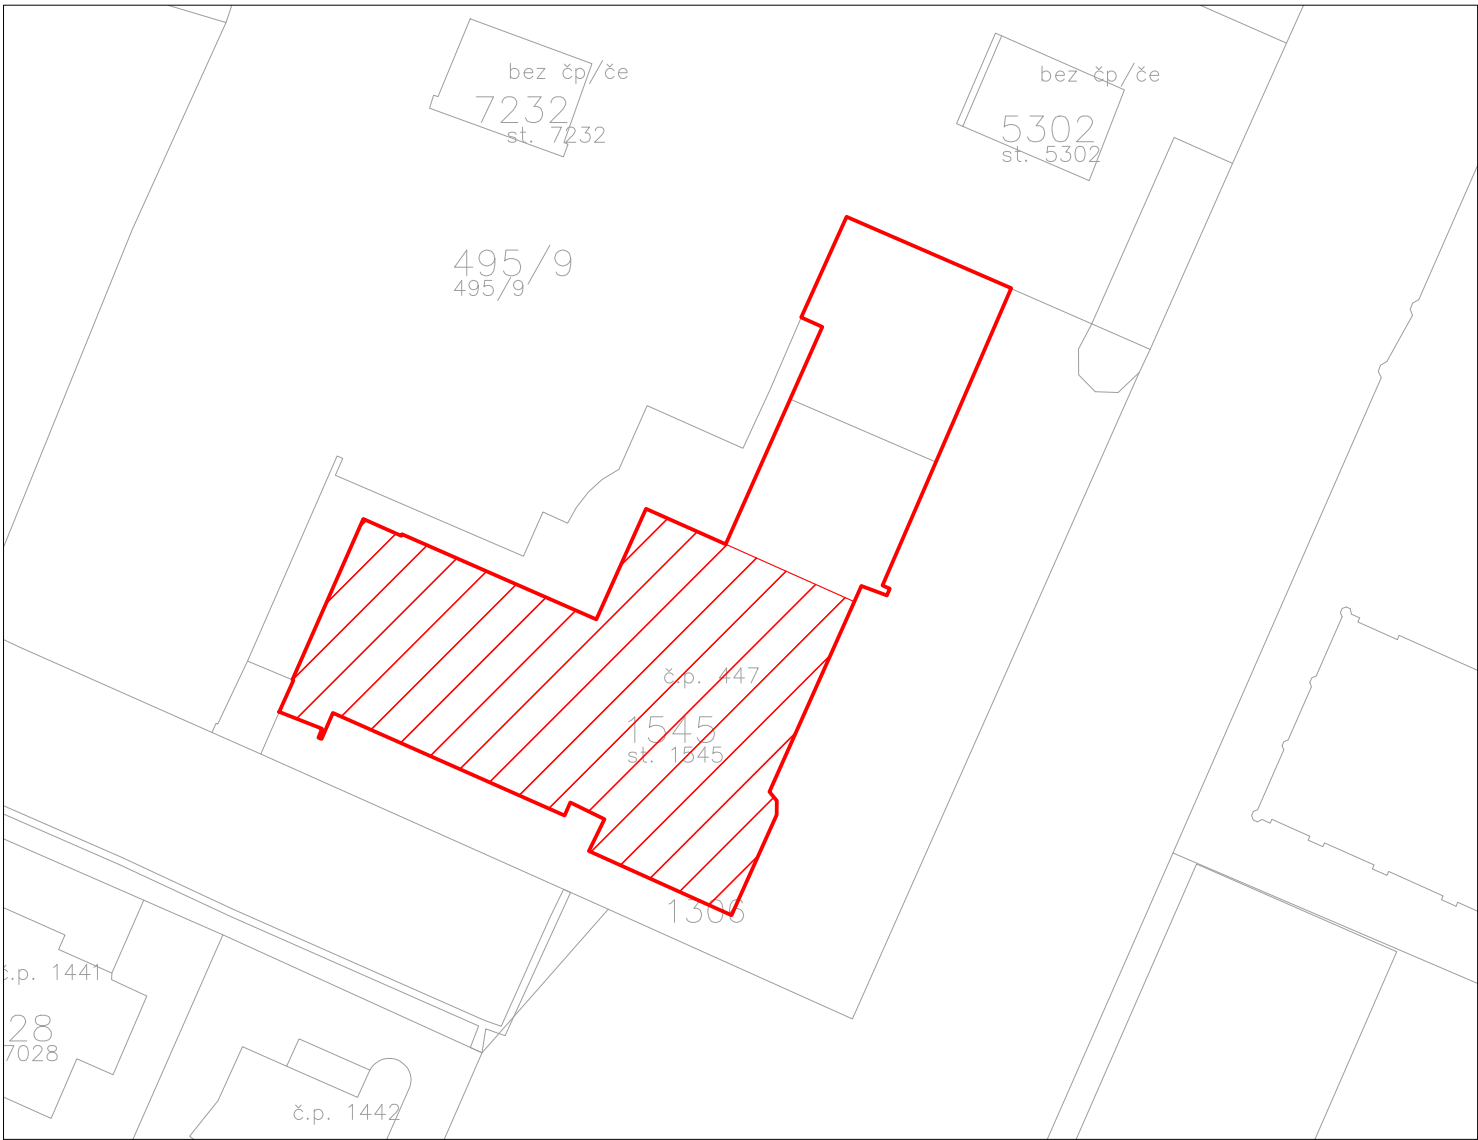 bez čp/če
7232
st. 7232
bez čp/če
5302
st. 5302
495/9
495/9
č.p. 447
1545
st. 1545
1306
č.p. 1441
28
7028
č.p. 1442